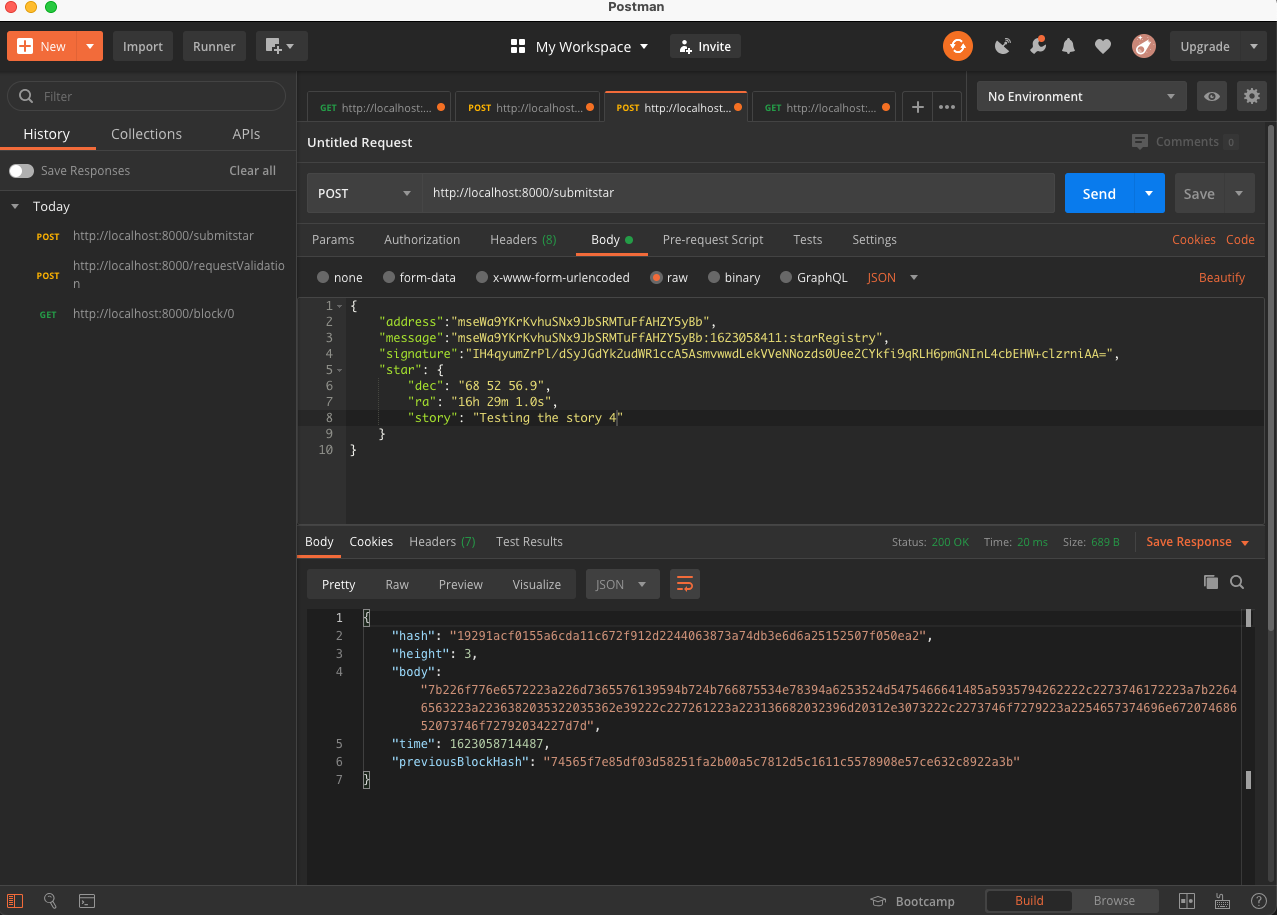 Postman
New
Import
Runner
My Workspace
Invite
Upgrade
Filter
GET http://localhost:...
POST http://localhost...
POST http://localhost...
GET http://localhost:...
No Environment
History
Collections
APIs
Untitled Request
Comments 0
Save Responses
Clear all
POST
http://localhost:8000/submitstar
Send
Save
Today
POST http://localhost:8000/submitstar
POST http://localhost:8000/requestValidatio
n
GET http://localhost:8000/block/0
Params
Authorization
Headers (8)
Body
Pre-request Script
Tests
Settings
Cookies
Code
none
form-data
x-www-form-urlencoded
raw
binary
GraphQL
JSON
Beautify
1 {
2 "address":"mseWa9YKrKvhuSNx9JbSRMTuFfAHZY5yBb",
3 "message":"mseWa9YKrKvhuSNx9JbSRMTuFfAHZY5yBb:1623058411:starRegistry",
4 "signature":"IH4qyumZrPl/dSyJGdYk2udWR1ccA5AsmvwwdLekVVeNNozds0UeeZCYkfi9qRLH6pmGNInL4cbEHW+clzrniAA=",
5 "star": {
6 "dec": "68 52 56.9",
7 "ra": "16h 29m 1.0s",
8 "story": "Testing the story 4"
9 }
10 }
Body
Cookies
Headers (7)
Test Results
Status: 200 OK
Time: 20 ms
Size: 689 B
Save Response
Pretty
Raw
Preview
Visualize
JSON
1 {
2 "hash": "19291acf0155a6cda11c672f912d2244063873a74db3e6d6a25152507f050ea2",
3 "height": 3,
4 "body":
"7b226f776e6572223a226d7365576139594b724b766875534e78394a6253524d5475466641485a5935794262222c2273746172223a7b2264
6563223a2236382035322035362e39222c227261223a223136682032396d20312e3073222c2273746f7279223a2254657374696e672074686
52073746f72792034227d7d",
5 "time": 1623058714487,
6 "previousBlockHash": "74565f7e85df03d58251fa2b00a5c7812d5c1611c5578908e57ce632c8922a3b"
7 }
Bootcamp
Build
Browse